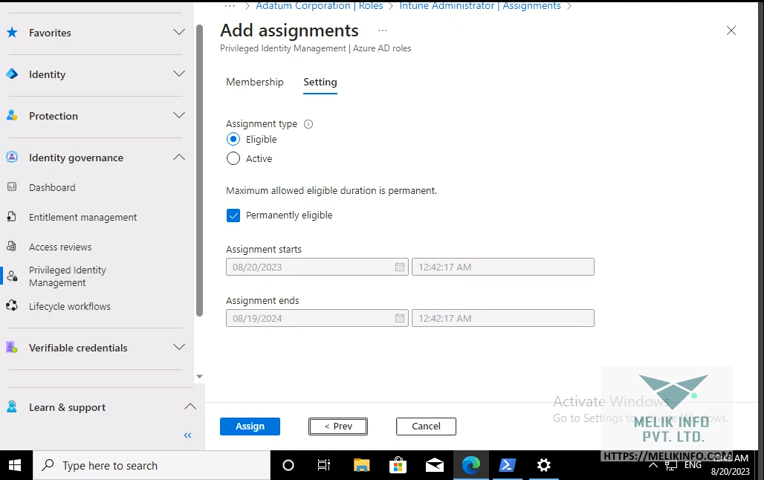 ··· > Adatum Corporation | Roles > Intune Administrator | Assignments >
Add assignments ···
Privileged Identity Management | Azure AD roles
Favorites
Identity
Protection
Identity governance
Dashboard
Entitlement management
Access reviews
Privileged Identity
Management
Lifecycle workflows
Verifiable credentials
Learn & support
«
Membership Setting
Assignment type
Eligible
Active
Maximum allowed eligible duration is permanent.
Permanently eligible
Assignment starts
08/20/2023 12:42:17 AM
Assignment ends
08/19/2024 12:42:17 AM
Assign < Prev Cancel
Activate Windows
Go to Settings to activate Windows.
MELIK INFO
PVT. LTD.
HTTPS://MELIKINFO.COM
Type here to search
AM
8/20/2023